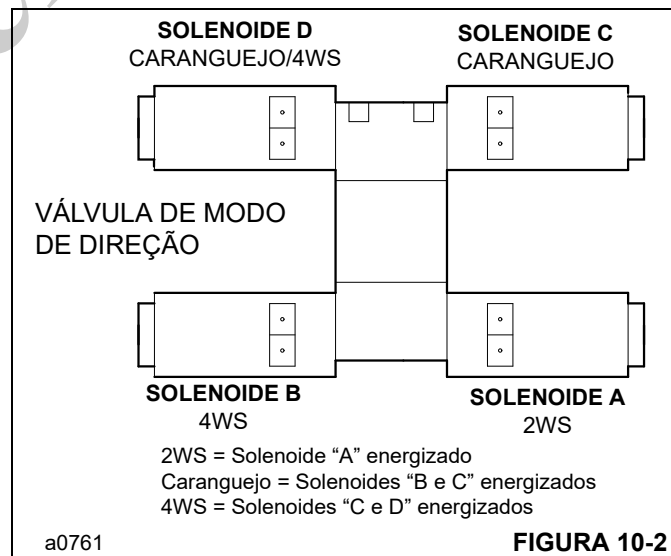 SOLENOIDE D
CARANGUEJO/4WS
SOLENOIDE C
CARANGUEJO
VÁLVULA DE MODO
DE DIREÇÃO
SOLENOIDE B
4WS
SOLENOIDE A
2WS
2WS = Solenoide “A” energizado
Caranguejo = Solenoides “B e C” energizados
4WS = Solenoides “C e D” energizados
a0761
FIGURA 10-2